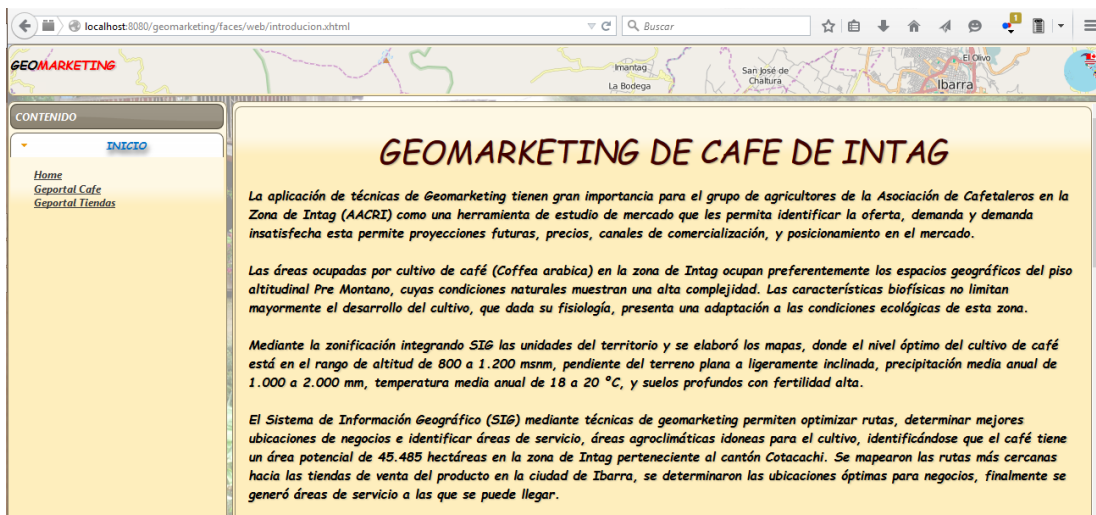 localhost:8080/geomarketing/faces/web/introducion.xhtml
Buscar
1
GEOMARKETING
Imantag
La Bodega
San José de
Chaltura
El Olivo
Ibarra
CONTENIDO
INICIO
Home
Geportal Cafe
Geportal Tiendas
GEOMARKETING DE CAFE DE INTAG
La aplicación de técnicas de Geomarketing tienen gran importancia para el grupo de agricultores de la Asociación de Cafetaleros en la
Zona de Intag (AACRI) como una herramienta de estudio de mercado que les permita identificar la oferta, demanda y demanda
insatisfecha esta permite proyecciones futuras, precios, canales de comercialización, y posicionamiento en el mercado.
Las áreas ocupadas por cultivo de café (Coffea arabica) en la zona de Intag ocupan preferentemente los espacios geográficos del piso
altitudinal Pre Montano, cuyas condiciones naturales muestran una alta complejidad. Las características biofísicas no limitan
mayormente el desarrollo del cultivo, que dada su fisiología, presenta una adaptación a las condiciones ecológicas de esta zona.
Mediante la zonificación integrando SIG las unidades del territorio y se elaboró los mapas, donde el nivel óptimo del cultivo de café
está en el rango de altitud de 800 a 1.200 msnm, pendiente del terreno plana a ligeramente inclinada, precipitación media anual de
1.000 a 2.000 mm, temperatura media anual de 18 a 20 °C, y suelos profundos con fertilidad alta.
El Sistema de Información Geográfico (SIG) mediante técnicas de geomarketing permiten optimizar rutas, determinar mejores
ubicaciones de negocios e identificar áreas de servicio, áreas agroclimáticas idoneas para el cultivo, identificándose que el café tiene
un área potencial de 45.485 hectáreas en la zona de Intag perteneciente al cantón Cotacachi. Se mapearon las rutas más cercanas
hacia las tiendas de venta del producto en la ciudad de Ibarra, se determinaron las ubicaciones óptimas para negocios, finalmente se
generó áreas de servicio a las que se puede llegar.